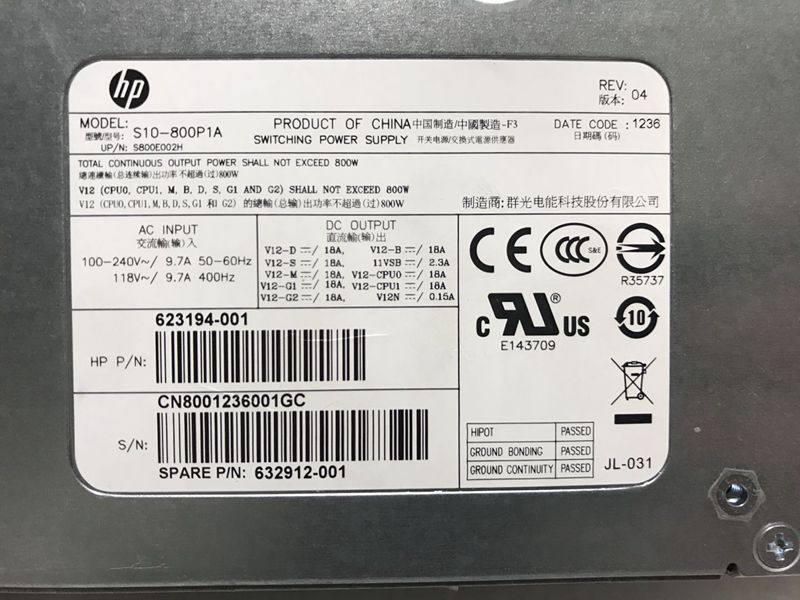 hp
REV:
版本: 04
MODEL:
型號/型号: S10-800P1A
UP/N: S800E002H
PRODUCT OF CHINA中国制造/中國製造-F3
SWITCHING POWER SUPPLY 开关电源/交換式電源供應器
DATE CODE :1236
日期碼(码)
TOTAL CONTINUOUS OUTPUT POWER SHALL NOT EXCEED 800W
總連續輸(总连续输)出功率不超過(过)800W
V12 (CPU0, CPU1, M, B, D, S, G1 AND G2) SHALL NOT EXCEED 800W
V12 (CPU0, CPU1, M, B, D, S, G1 和 G2) 的總輸(总输)出功率不超過(过)800W
制造商: 群光电能科技股份有限公司
AC INPUT
交流輸(输)入
100-240V~/ 9.7A 50-60Hz
118V~/ 9.7A 400Hz
DC OUTPUT
直流輸(输)出
V12-D ⎓/ 18A, V12-B ⎓/ 18A
V12-S ⎓/ 18A, 11VSB ⎓/ 2.3A
V12-M ⎓/ 18A, V12-CPU0 ⎓/ 18A
V12-G1 ⎓/ 18A, V12-CPU1 ⎓/ 18A
V12-G2 ⎓/ 18A, V12N ⎓/ 0.15A
CE CCC S&E
R35737
c RU US ®
E143709
10
623194-001
HP P/N:
CN8001236001GC
S/N:
SPARE P/N: 632912-001
HIPOT PASSED
GROUND BONDING PASSED
GROUND CONTINUITY PASSED
JL-031